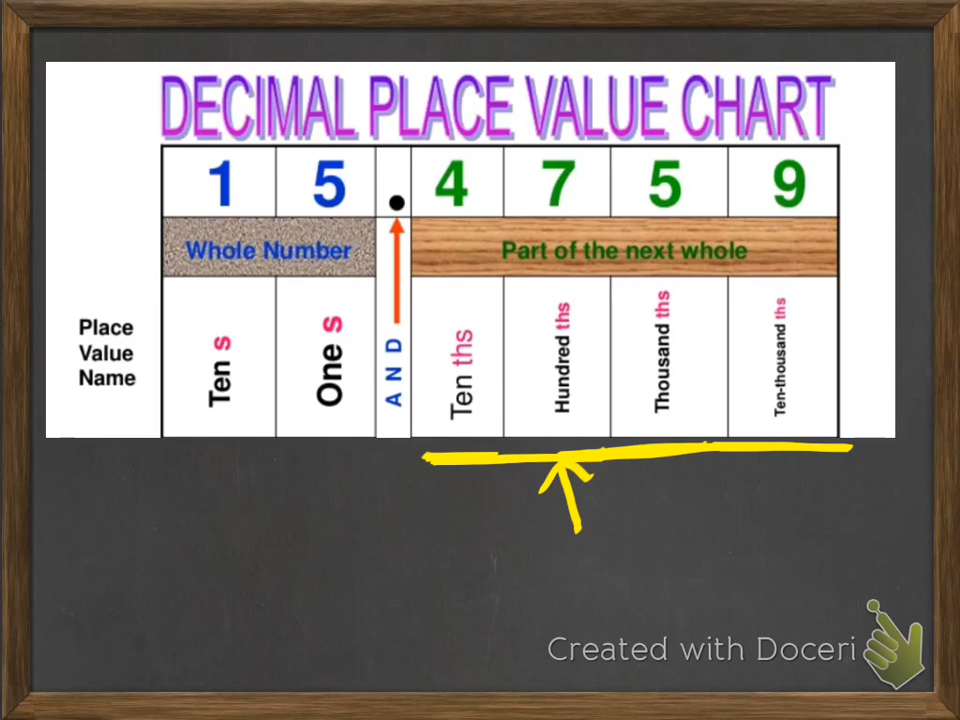 DECIMAL PLACE VALUE CHART
1 5 . 4 7 5 9
Whole Number
Part of the next whole
Place
Value
Name
Ten s
One s
AND
Ten ths
Hundred ths
Thousand ths
Ten-thousand ths
Created with Doceri